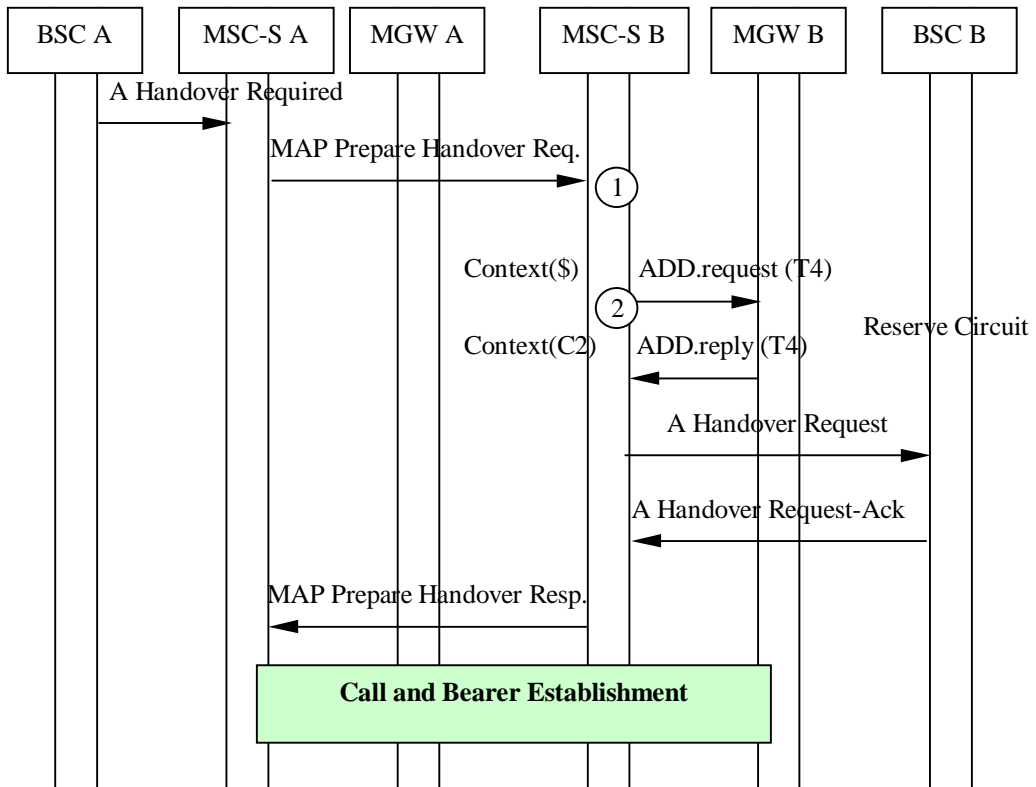 BSC A MSC-S A MGW A MSC-S B MGW B BSC B
A Handover Required
MAP Prepare Handover Req.
1
Context($) ADD.request (T4)
2
Reserve Circuit
Context(C2) ADD.reply (T4)
A Handover Request
A Handover Request-Ack
MAP Prepare Handover Resp.
Call and Bearer Establishment